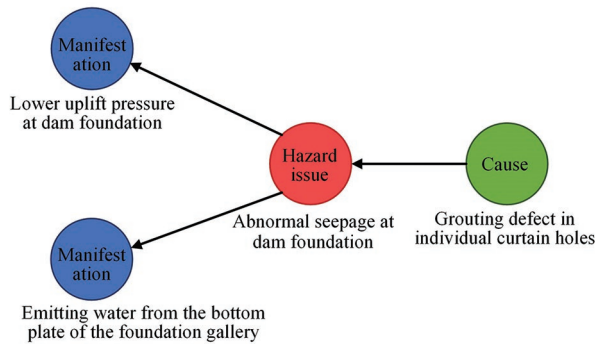 Manifest
ation
Lower uplift pressure
at dam foundation
Hazard
issue
Abnormal seepage at
dam foundation
Cause
Grouting defect in
individual curtain holes
Manifest
ation
Emitting water from the bottom
plate of the foundation gallery